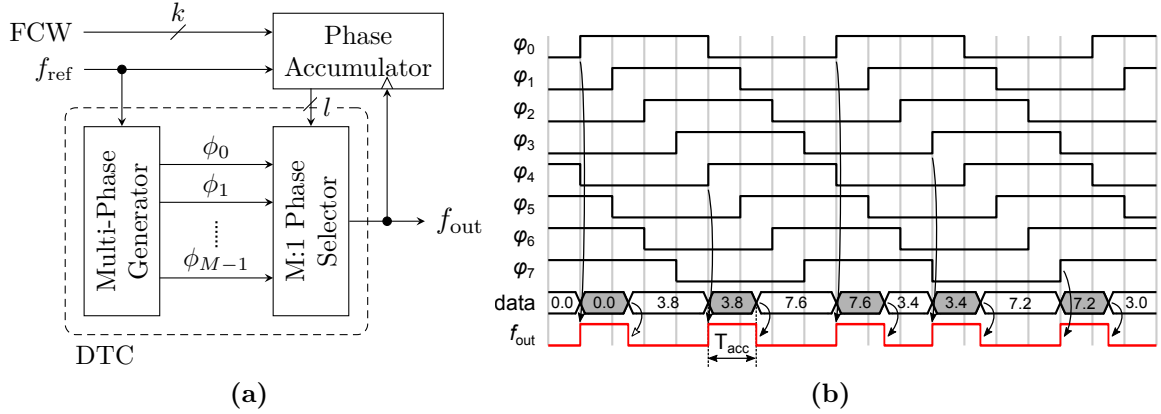 FCW
k
Phase
Accumulator
f_ref
l
Multi-Phase
Generator
ϕ_0
ϕ_1
ϕ_{M−1}
M:1 Phase
Selector
f_out
DTC
(a)
φ_0
φ_1
φ_2
φ_3
φ_4
φ_5
φ_6
φ_7
data 0.0 0.0 3.8 3.8 7.6 7.6 3.4 3.4 7.2 7.2 3.0
f_out
T_acc
(b)